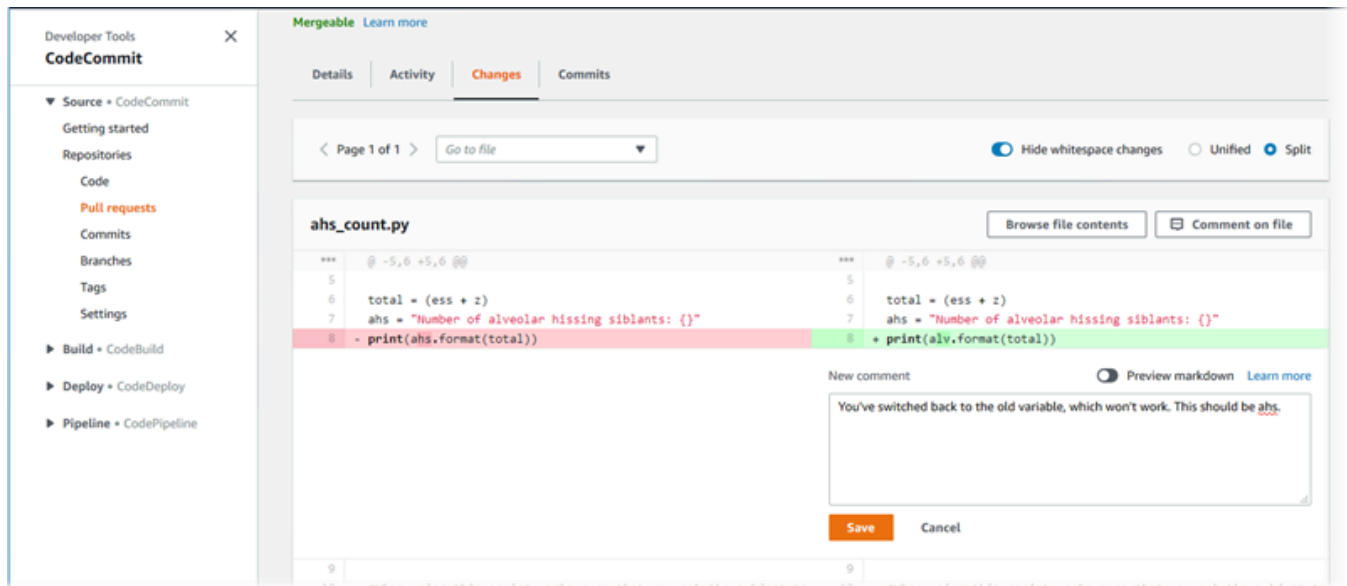 Mergeable Learn more
Developer Tools
CodeCommit
Source • CodeCommit
Getting started
Repositories
Code
Pull requests
Commits
Branches
Tags
Settings
Build • CodeBuild
Deploy • CodeDeploy
Pipeline • CodePipeline
Details Activity Changes Commits
Page 1 of 1 Go to file Hide whitespace changes Unified Split
ahs_count.py Browse file contents Comment on file
*** @ -5,6 +5,6 @@
5
6 total = (ess + z)
7 ahs = "Number of alveolar hissing siblants: {}"
8 - print(ahs.format(total))
*** @ -5,6 +5,6 @@
5
6 total = (ess + z)
7 ahs = "Number of alveolar hissing siblants: {}"
8 + print(alv.format(total))
New comment Preview markdown Learn more
You've switched back to the old variable, which won't work. This should be ahs.
Save Cancel
9 9